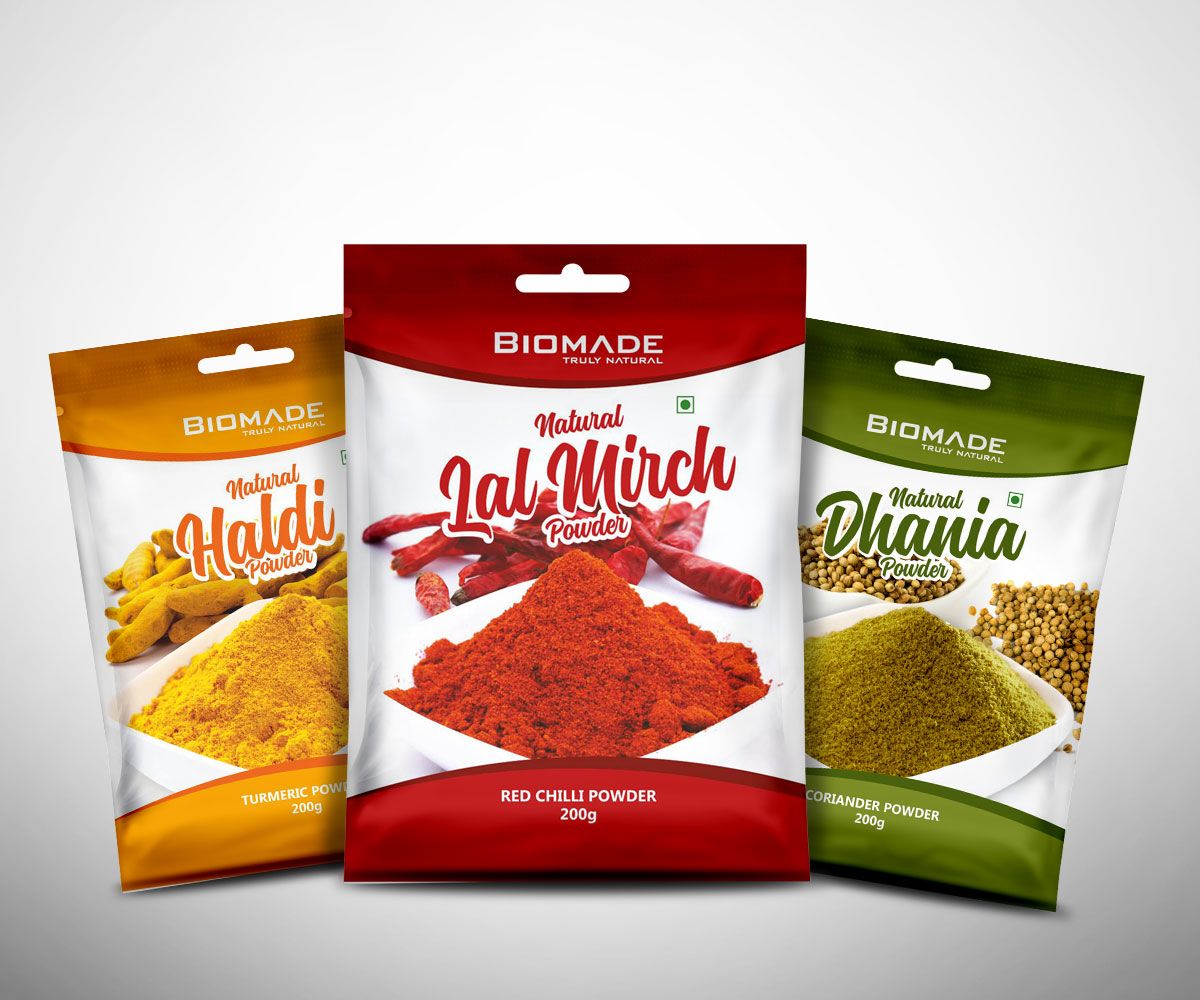 BIOMADE
TRULY NATURAL
Natural
Haldi
Powder
TURMERIC POWD
200g
BIOMADE
TRULY NATURAL
Natural
Lal Mirch
Powder
RED CHILLI POWDER
200g
BIOMADE
TRULY NATURAL
Natural
Dhania
Powder
CORIANDER POWDER
200g